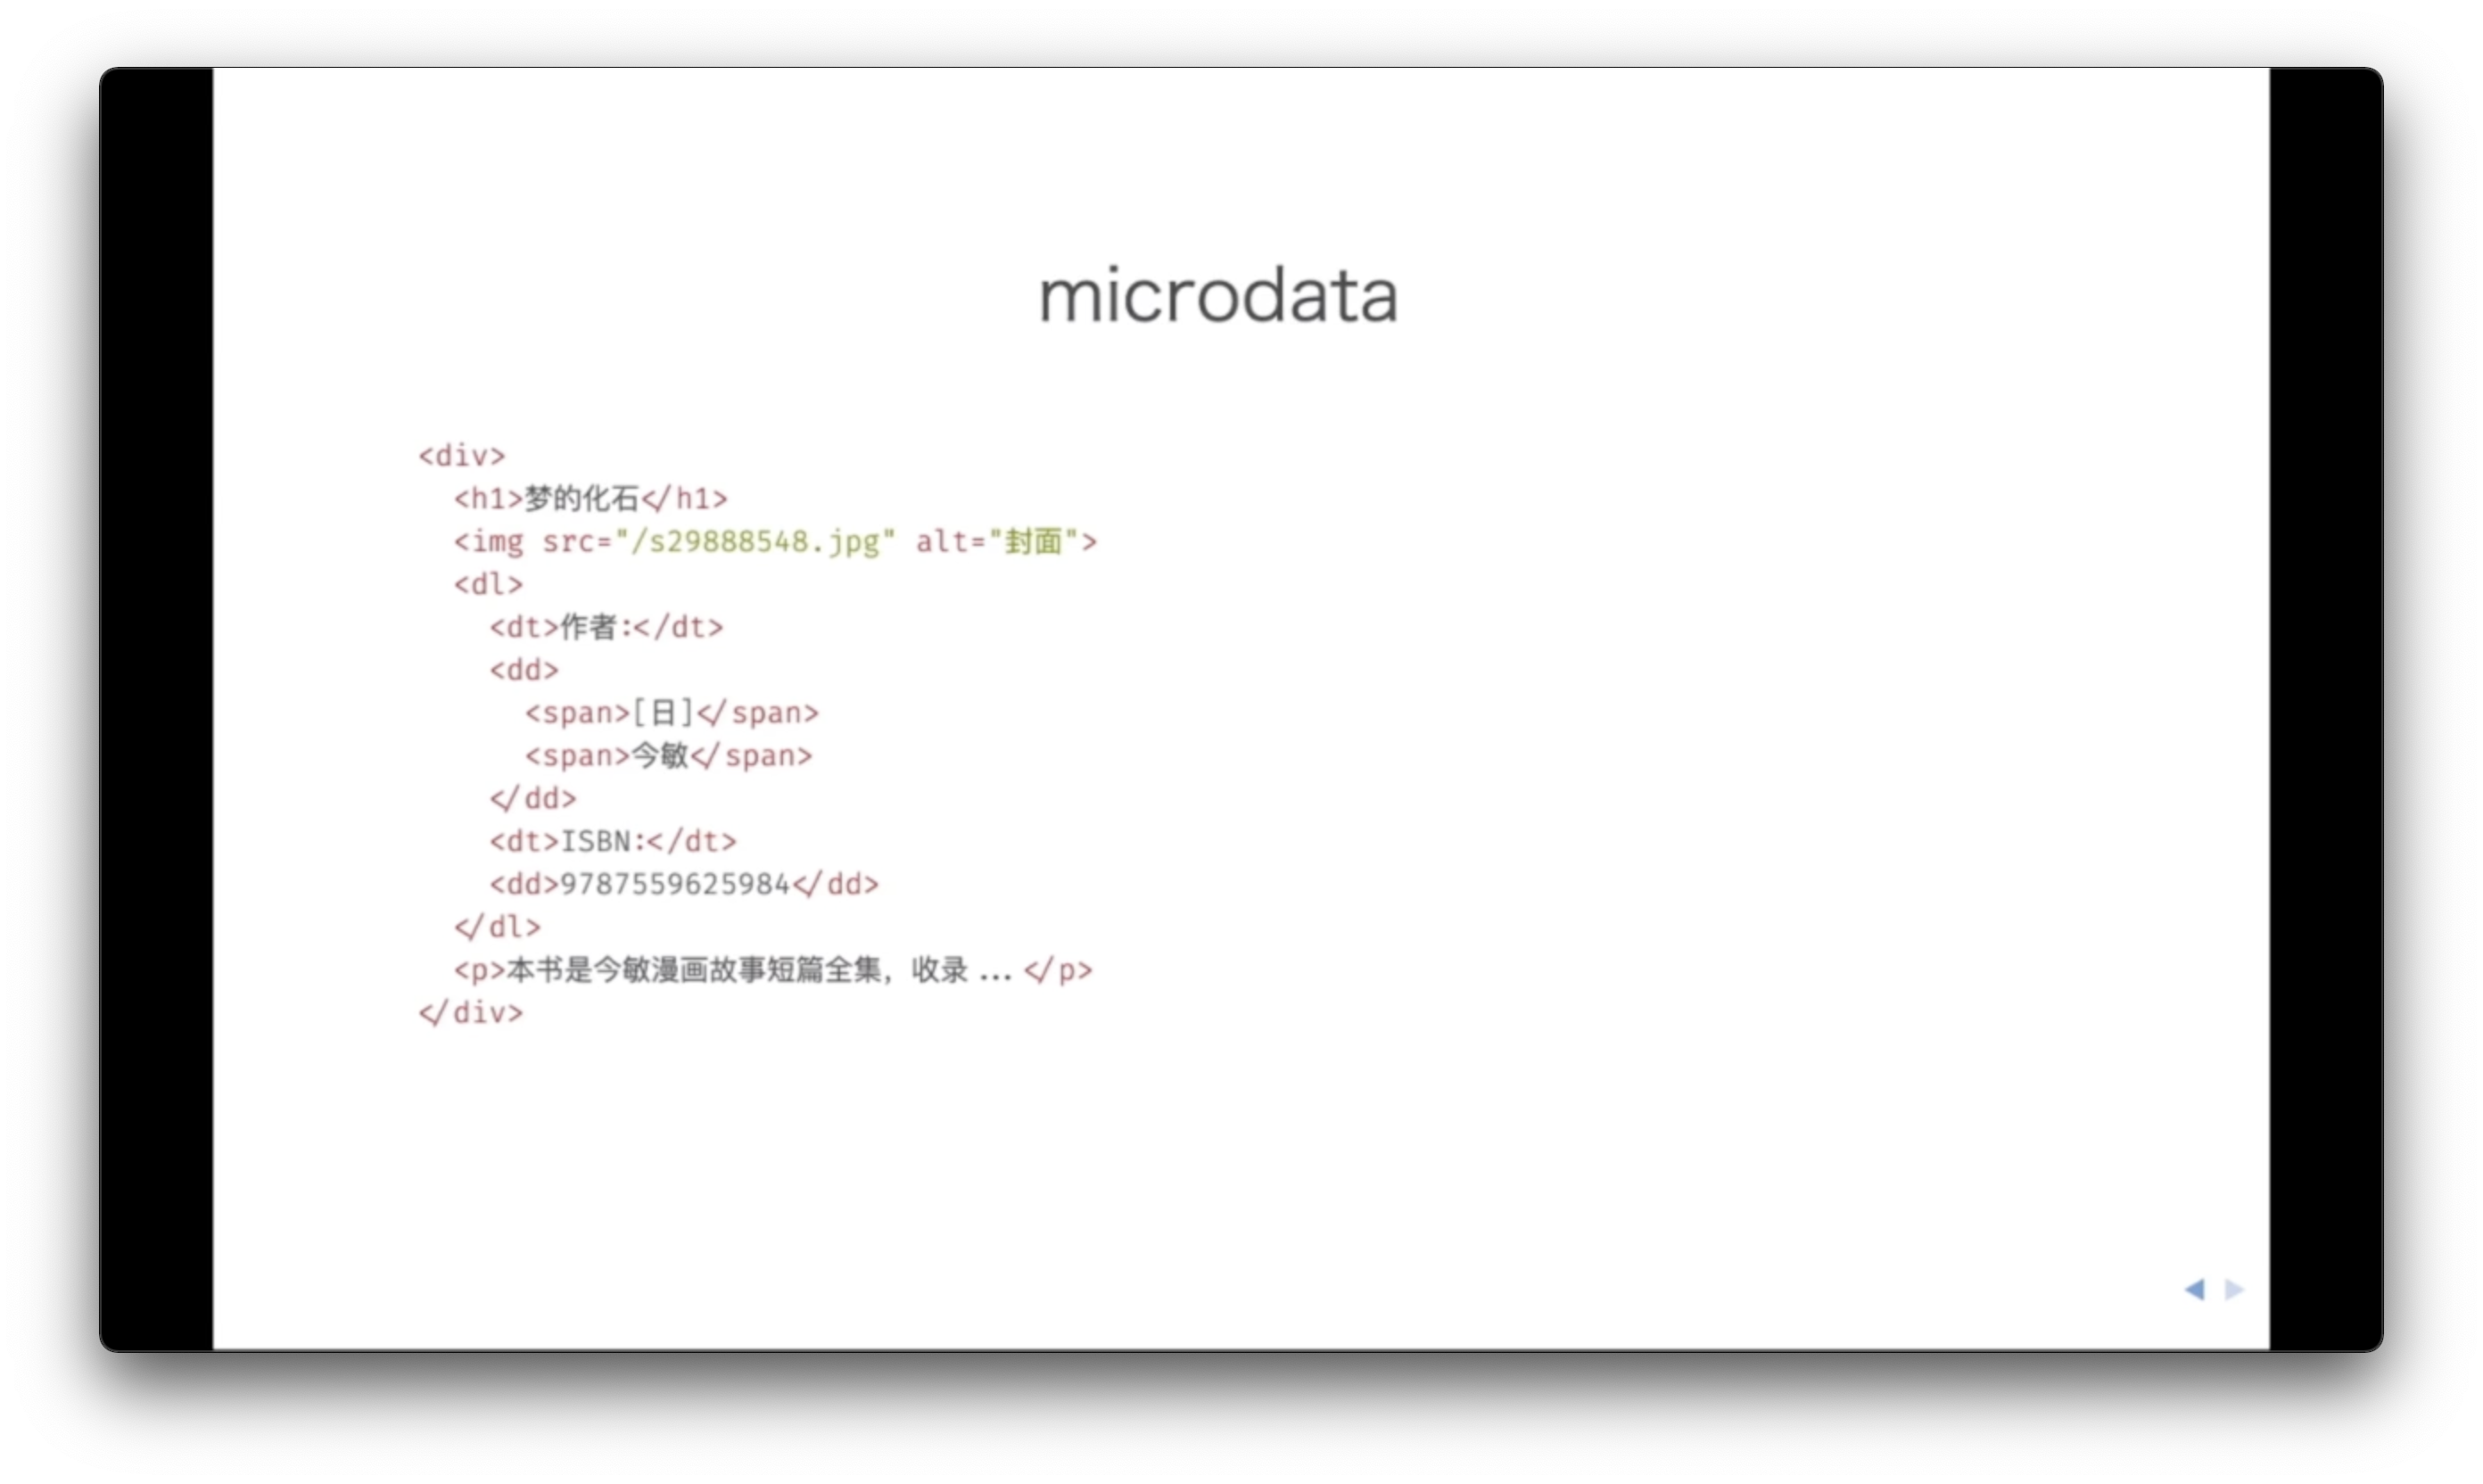 microdata
<div>
<h1>梦的化石</h1>
<img src="/s29888548.jpg" alt="封面">
<dl>
<dt>作者:</dt>
<dd>
<span>[日]</span>
<span>今敏</span>
</dd>
<dt>ISBN:</dt>
<dd>9787559625984</dd>
</dl>
<p>本书是今敏漫画故事短篇全集，收录...</p>
</div>